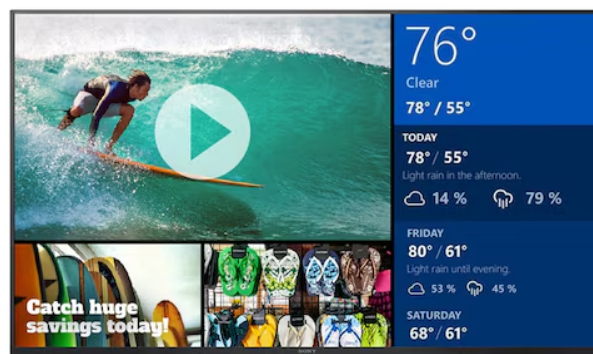 76°
Clear
78° / 55°
TODAY
78° / 55°
Light rain in the afternoon.
14 % 79 %
FRIDAY
80° / 61°
Light rain until evening.
53 % 45 %
SATURDAY
68° / 61°
Catch huge
savings today!
SONY